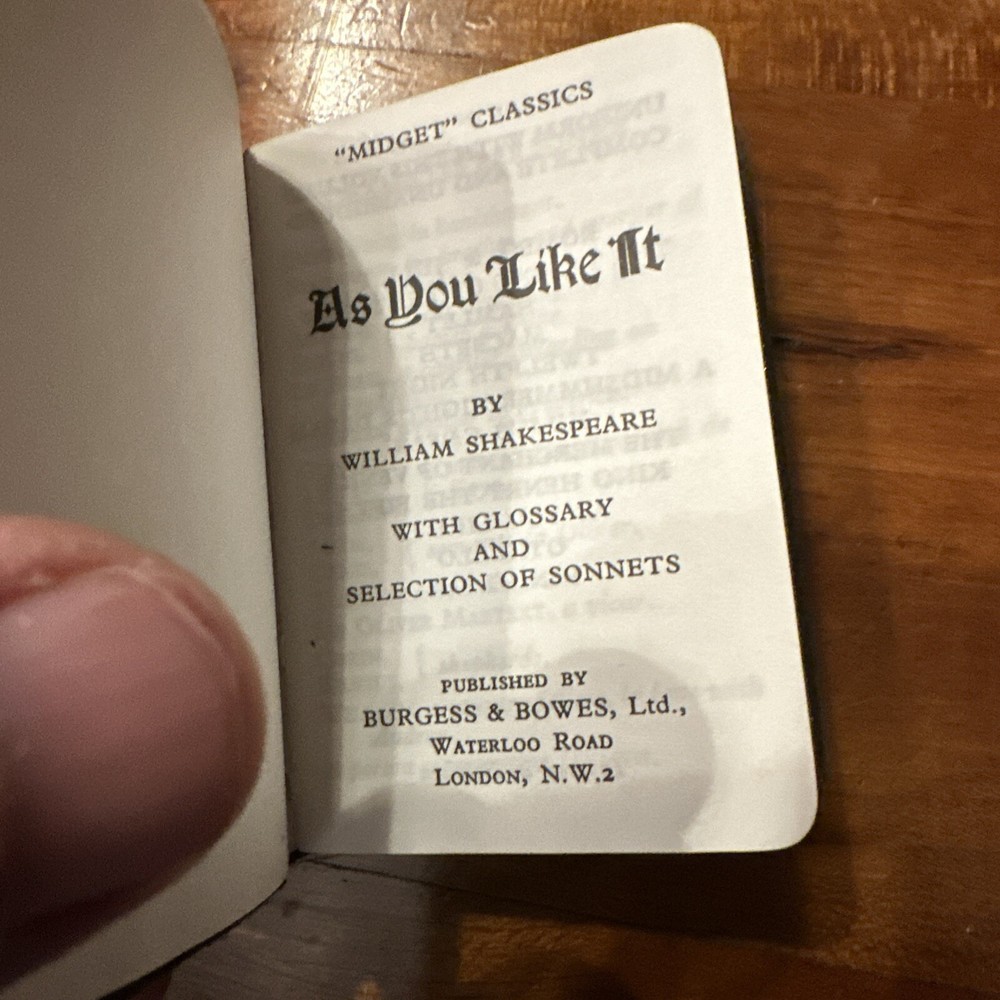 “MIDGET” CLASSICS
As You Like It
BY
WILLIAM SHAKESPEARE
WITH GLOSSARY
AND
SELECTION OF SONNETS
PUBLISHED BY
BURGESS & BOWES, Ltd.,
WATERLOO ROAD
LONDON, N.W.2